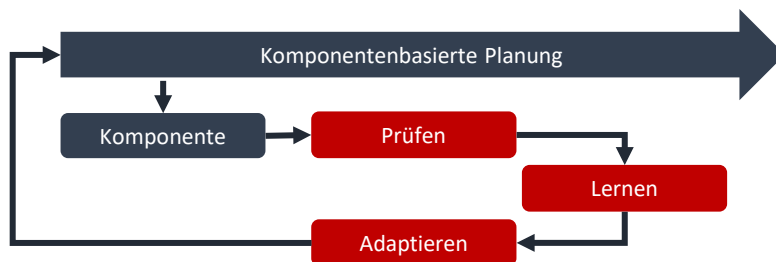 Komponentenbasierte Planung
Komponente
Prüfen
Lernen
Adaptieren